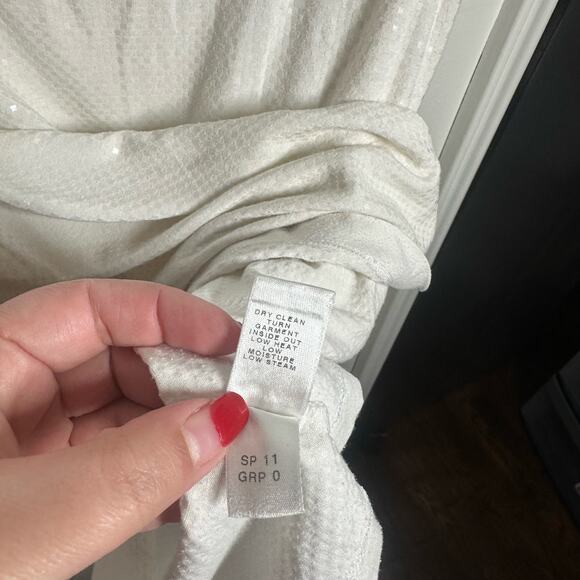 DRY CLEAN
TURN
GARMENT
INSIDE OUT
LOW HEAT
LOW
MOISTURE
LOW STEAM
SP 11
GRP 0